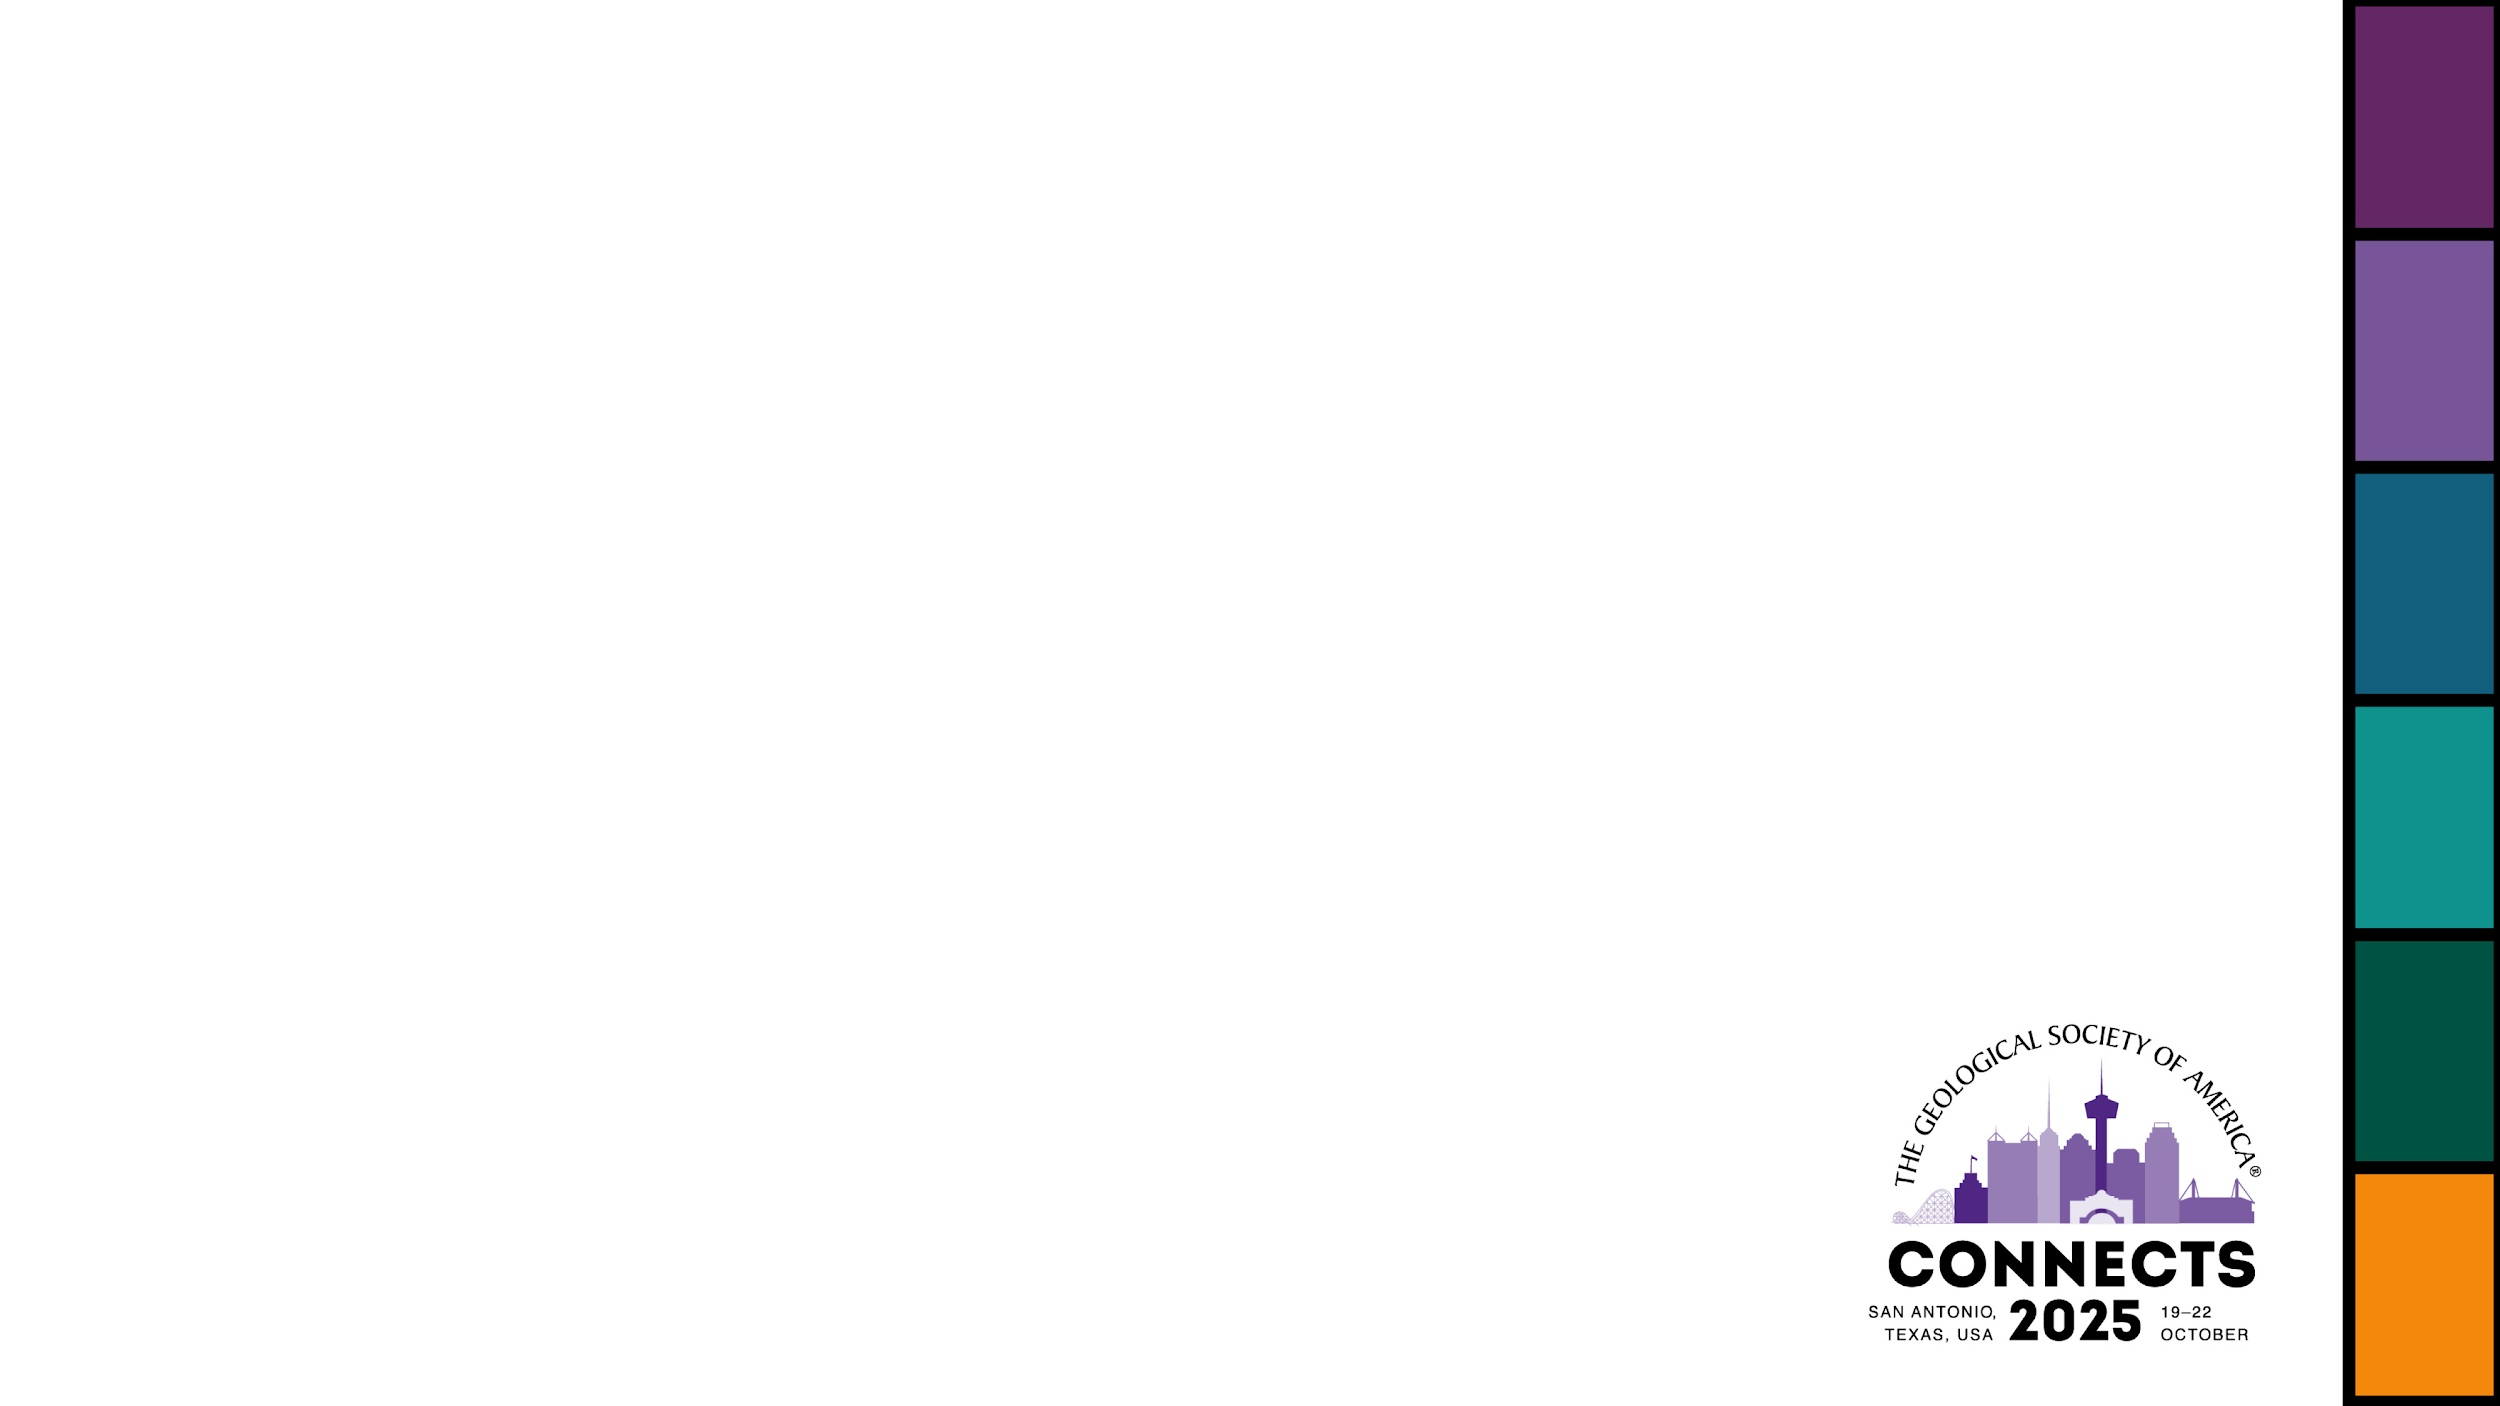 THE GEOLOGICAL SOCIETY OF AMERICA®
CONNECTS
SAN ANTONIO,
TEXAS, USA
2025
19–22
OCTOBER